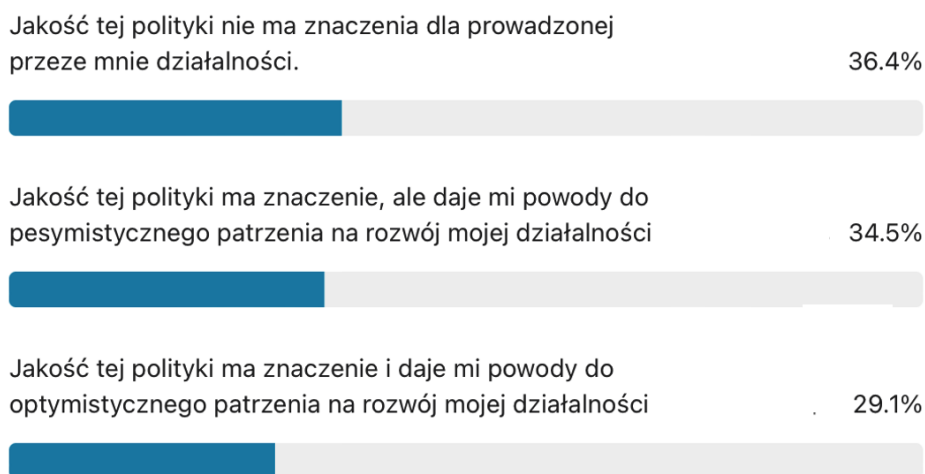 Jakość tej polityki nie ma znaczenia dla prowadzonej
przeze mnie działalności.
36.4%
Jakość tej polityki ma znaczenie, ale daje mi powody do
pesymistycznego patrzenia na rozwój mojej działalności
34.5%
Jakość tej polityki ma znaczenie i daje mi powody do
optymistycznego patrzenia na rozwój mojej działalności
29.1%